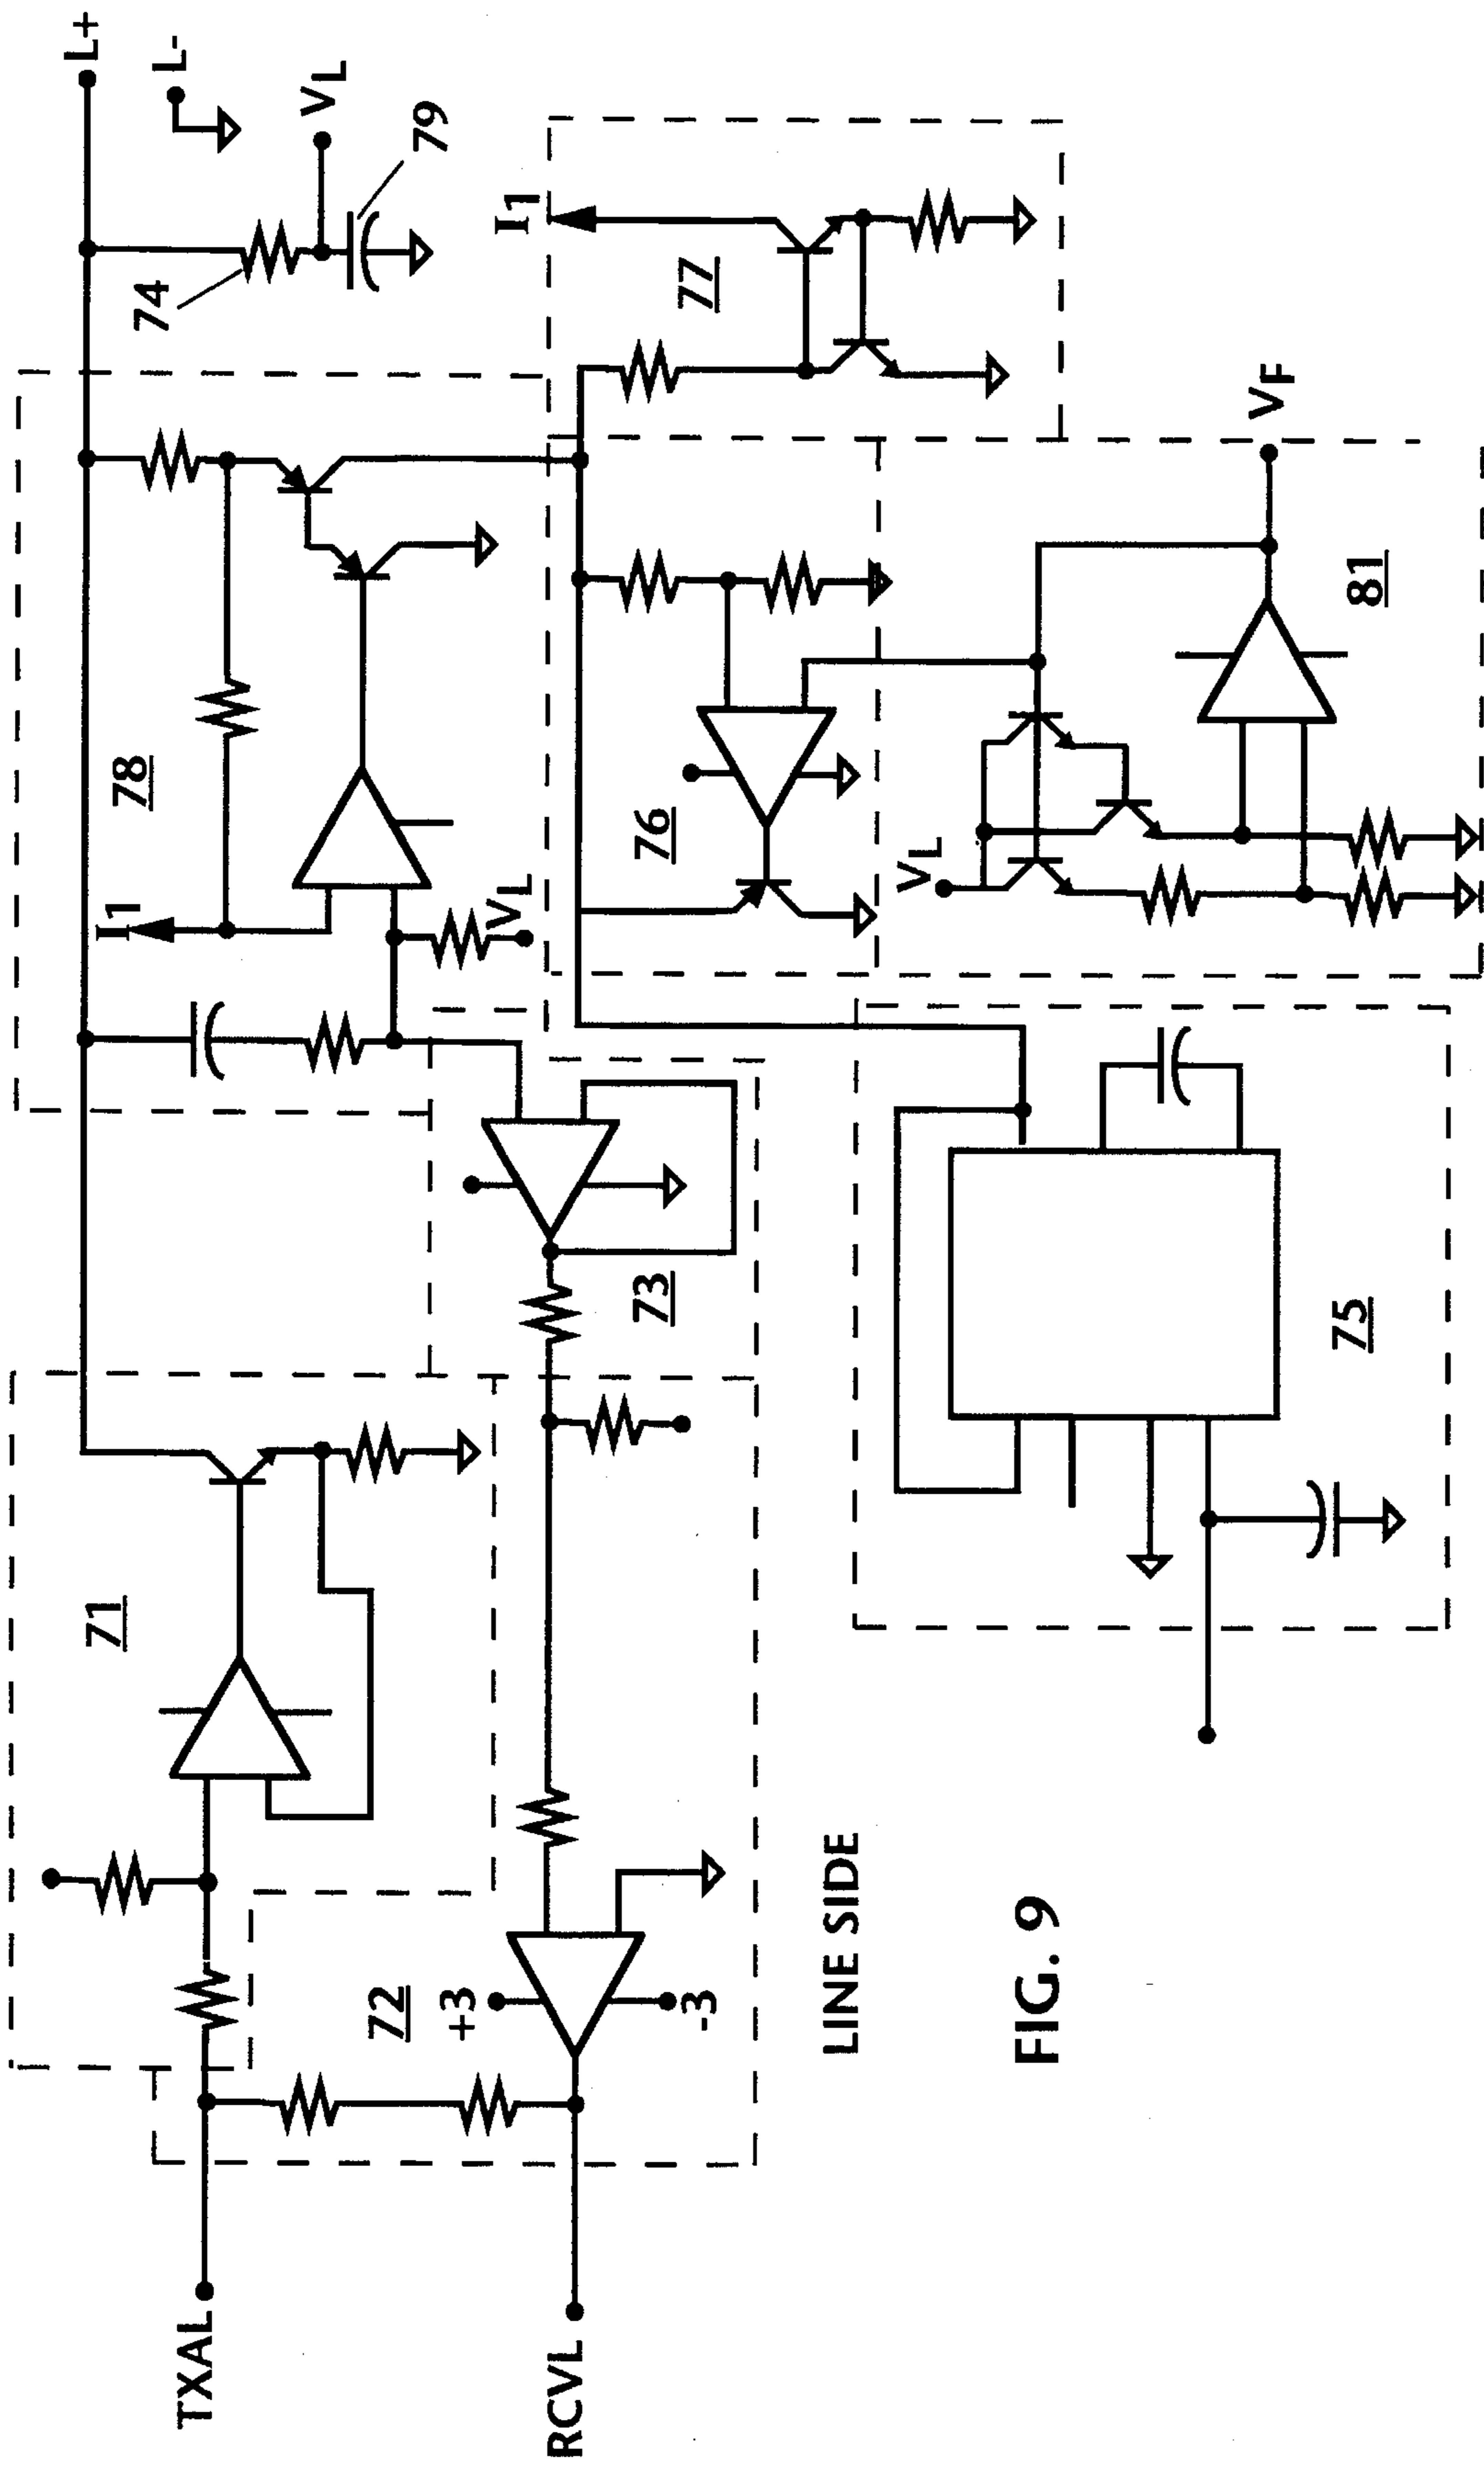 TXAL
RCVL
71
72
+3
-3
73
78
I1
VL
L+
L-
74
VL
79
I1
77
76
VL
81
VF
75
LINE SIDE
FIG. 9